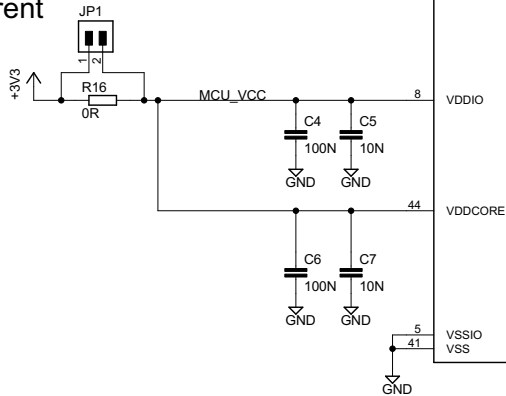 rent
JP1
1
2
+3V3
R16
0R
MCU_VCC
8
VDDIO
C4
100N
C5
10N
GND
GND
44
VDDCORE
C6
100N
C7
10N
GND
GND
5
VSSIO
41
VSS
GND